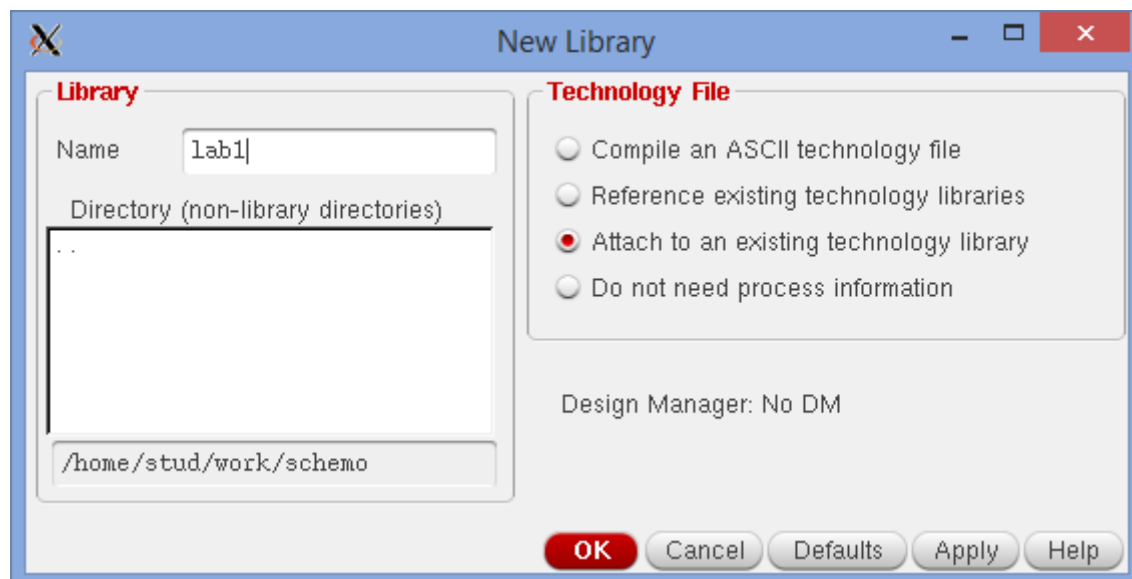 New Library
Library
Name lab1
Directory (non-library directories)
..
/home/stud/work/schemo
Technology File
Compile an ASCII technology file
Reference existing technology libraries
Attach to an existing technology library
Do not need process information
Design Manager: No DM
OK Cancel Defaults Apply Help